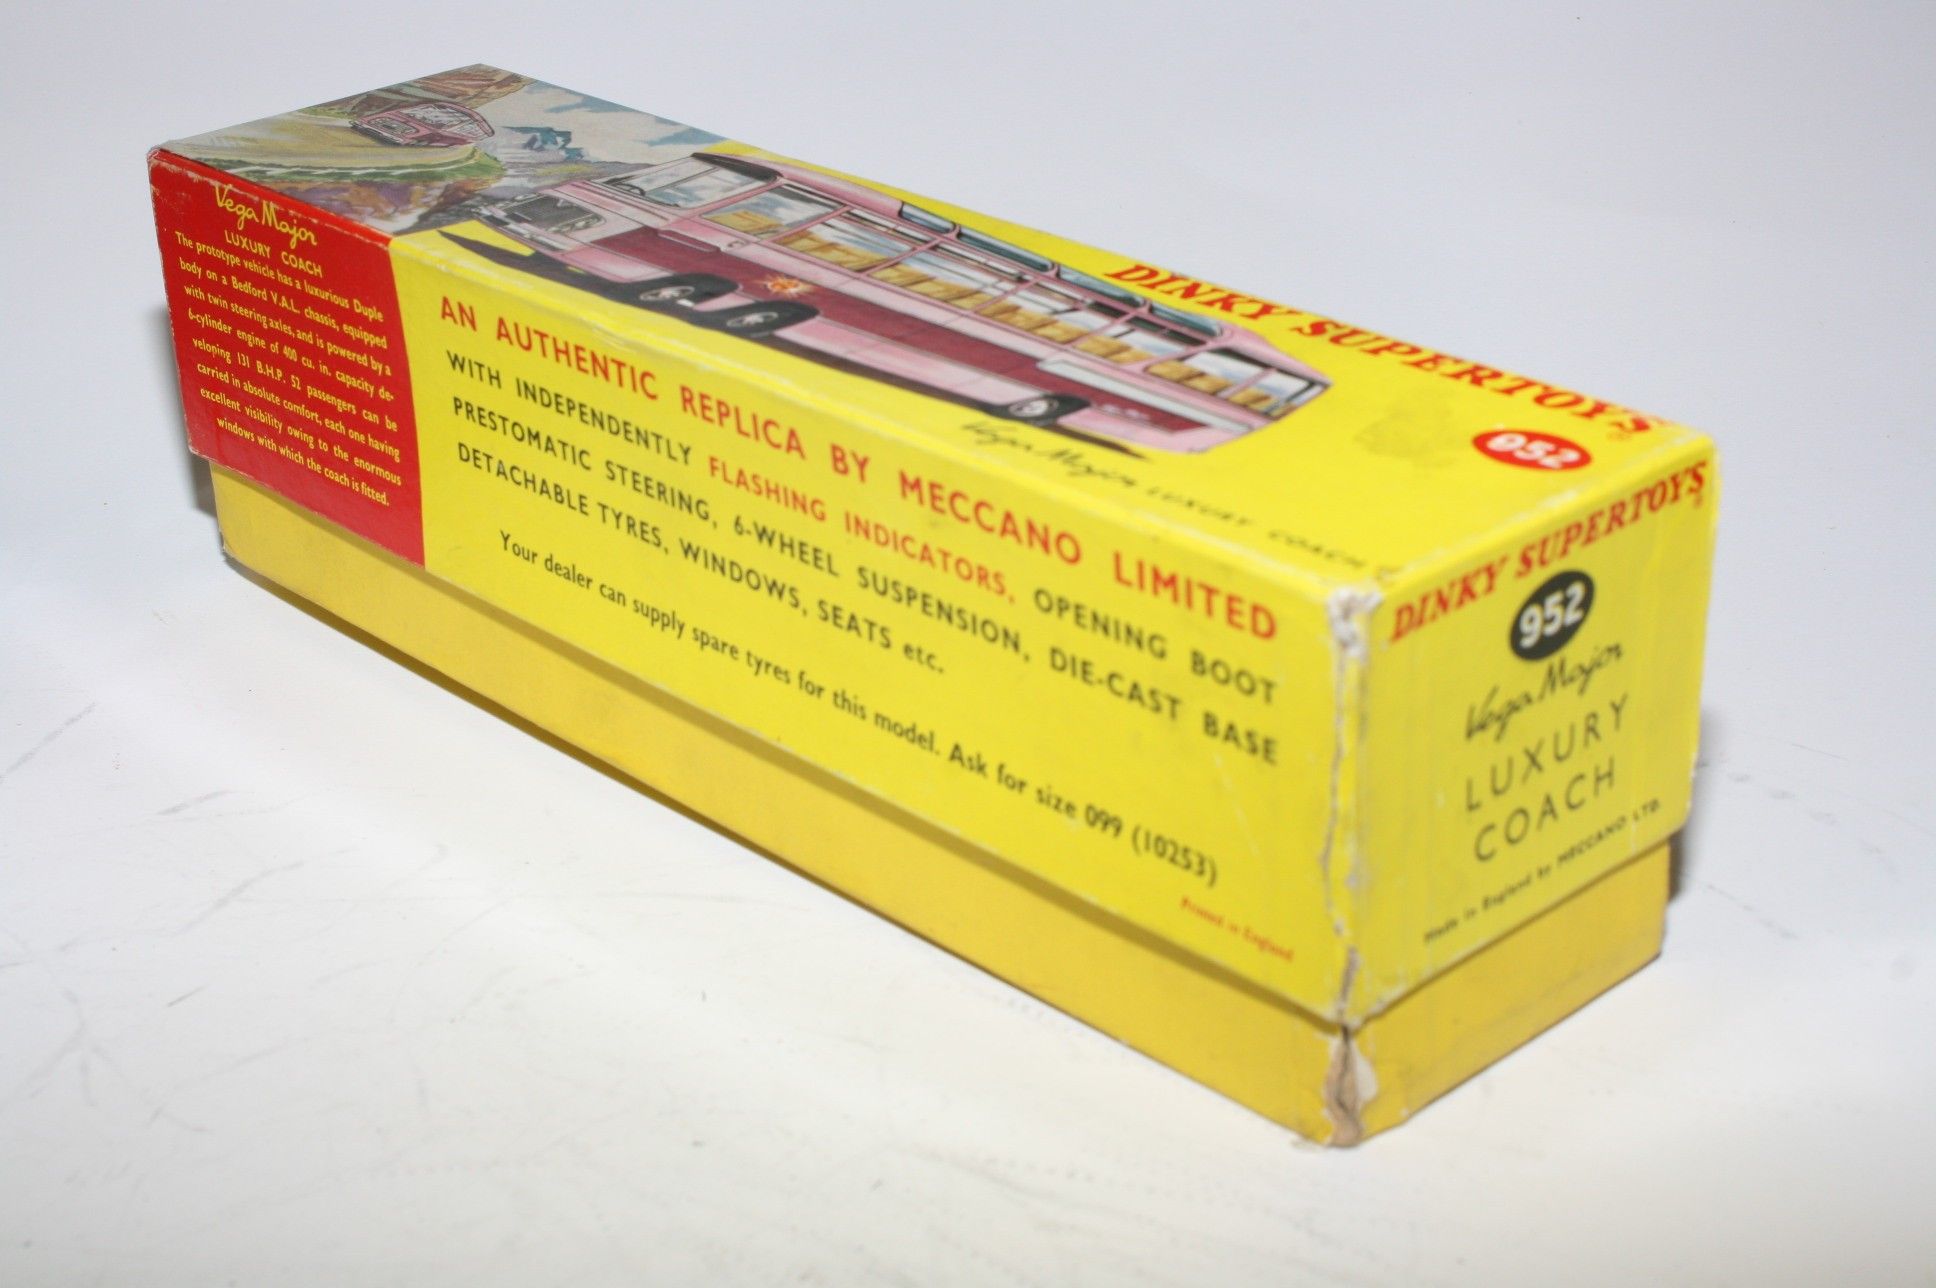 DINKY SUPERTOYS
952
Vega Major LUXURY COACH
Vega Major
LUXURY COACH
The prototype vehicle has a luxurious Duple
body on a Bedford V.A.L. chassis, equipped
with twin steering axles, and is powered by a
6-cylinder engine of 400 cu. in. capacity de-
veloping 131 B.H.P. 52 passengers can be
carried in absolute comfort, each one having
excellent visibility owing to the enormous
windows with which the coach is fitted.
AN AUTHENTIC REPLICA BY MECCANO LIMITED
WITH INDEPENDENTLY FLASHING INDICATORS, OPENING BOOT
PRESTOMATIC STEERING, 6-WHEEL SUSPENSION, DIE-CAST BASE
DETACHABLE TYRES, WINDOWS, SEATS etc.
Your dealer can supply spare tyres for this model. Ask for size 099 (10253)
Printed in England
DINKY SUPERTOYS
952
Vega Major
LUXURY
COACH
Made in England by MECCANO LTD.